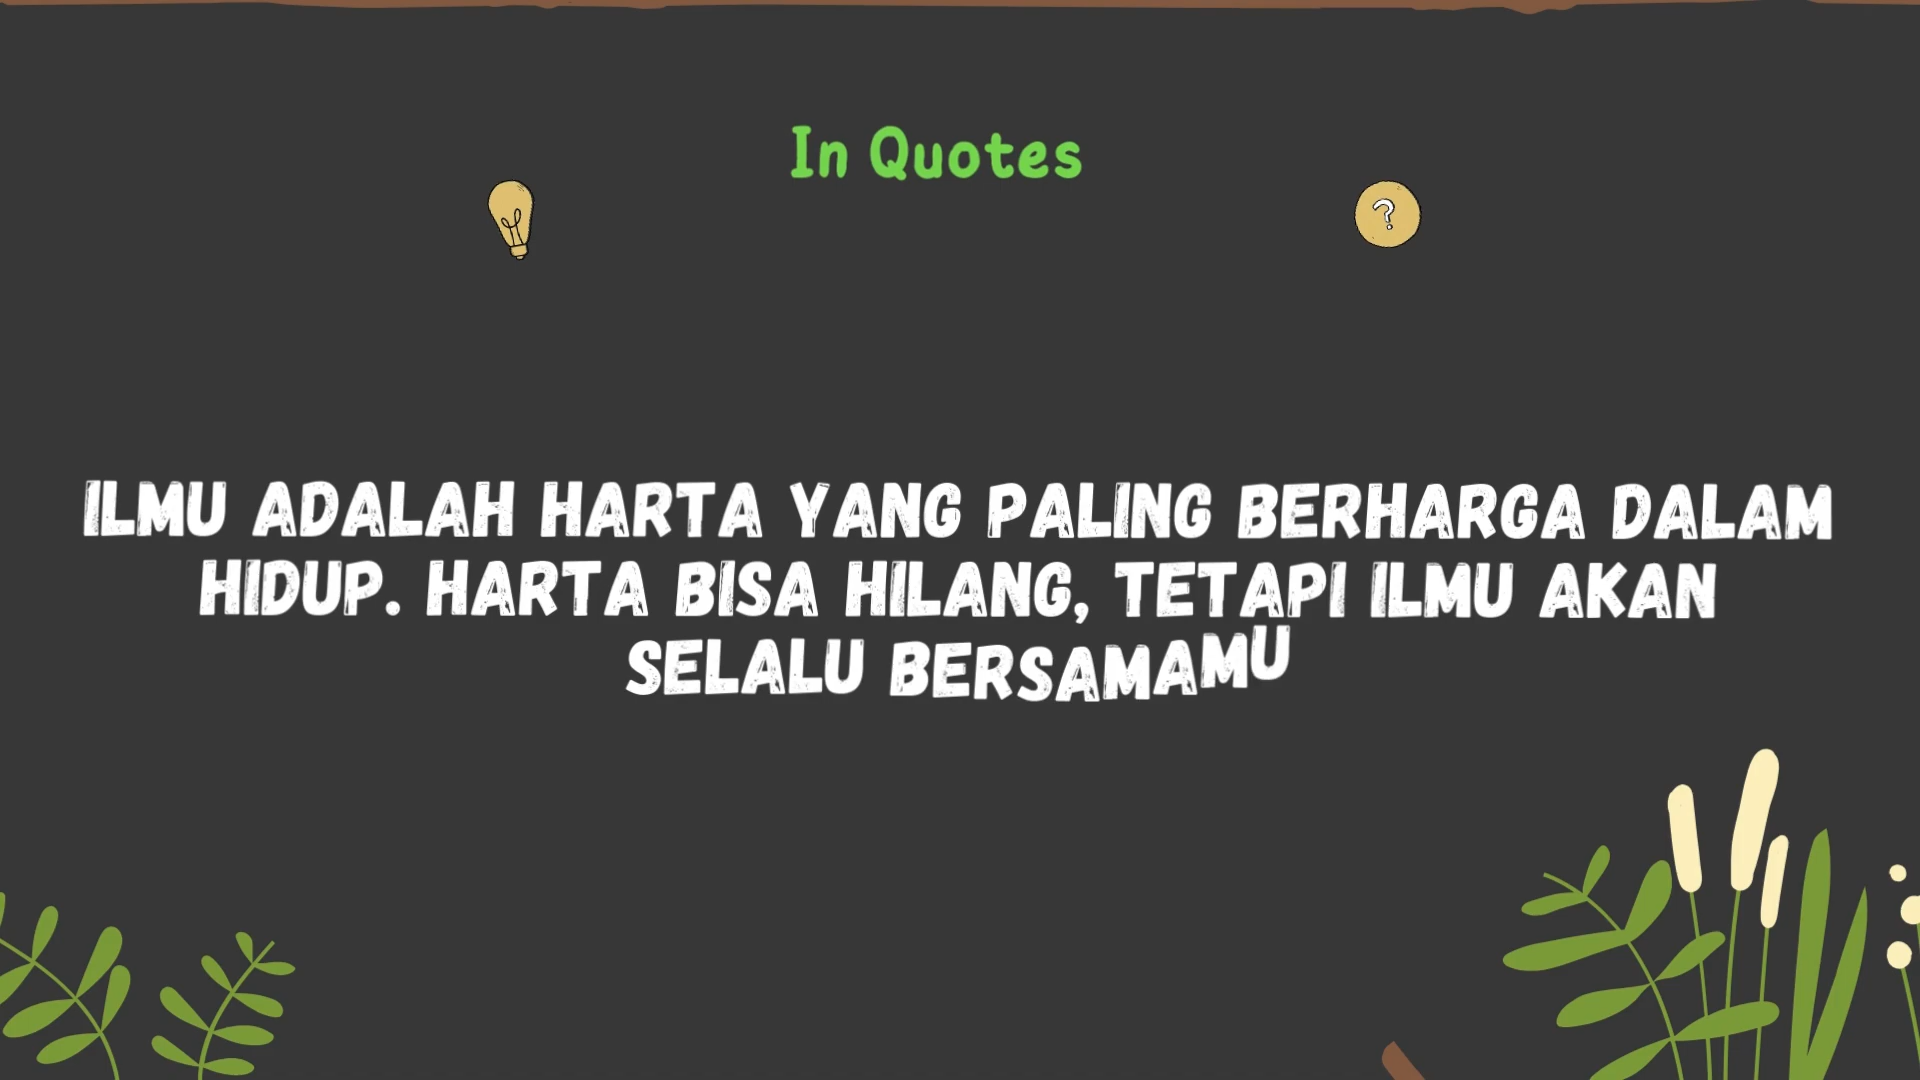 In Quotes
?
ILMU ADALAH HARTA YANG PALING BERHARGA DALAM
HIDUP. HARTA BISA HILANG, TETAPI ILMU AKAN
SELALU BERSAMAMU